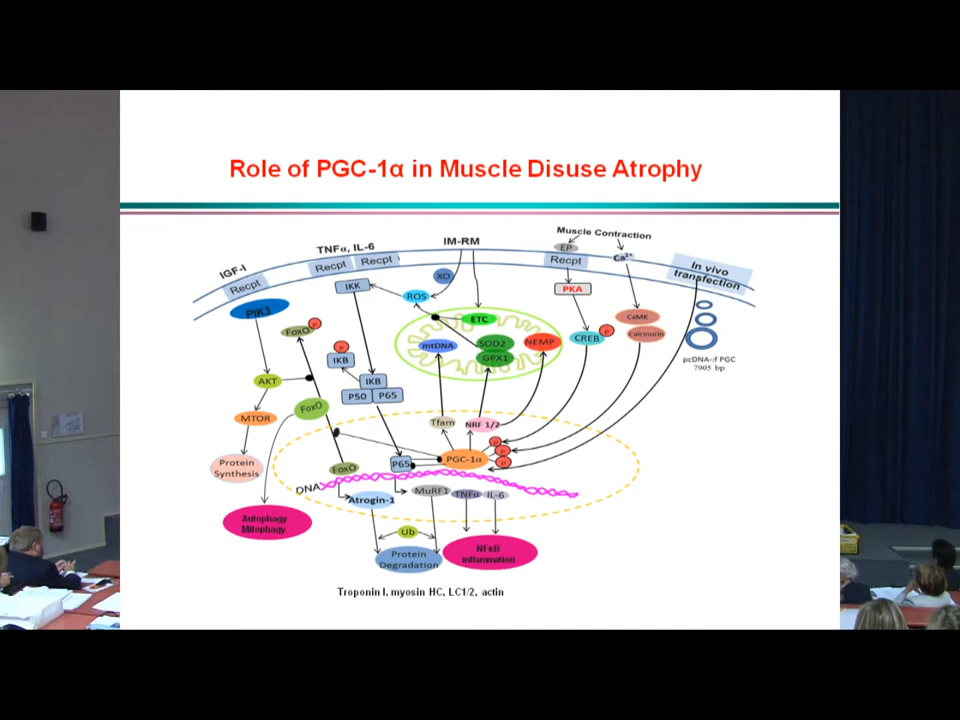 Role of PGC-1α in Muscle Disuse Atrophy
Muscle Contraction
IGF-I
TNFα, IL-6
IM-RM
EP
Ca²⁺
Recpt
Recpt
Recpt
Recpt
In vivo
transfection
XO
IKK
ROS
PKA
PIK3
FoxO
P
ETC
CaMK
Calcinurin
P
CREB
mtDNA
SOD2
GPX1
NEMP
P
IKB
pcDNA-:f PGC
7905 bp
AKT
IKB
P50
P65
FoxO
MTOR
Tfam
NRF 1/2
P
P
P
Protein
Synthesis
FoxO
P65
PGC-1α
DNA
Atrogin-1
MuRF1
TNFα
IL-6
Autophagy
Mitophagy
Ub
Protein
Degradation
NFκB
inflammation
Troponin I, myosin HC, LC1/2, actin